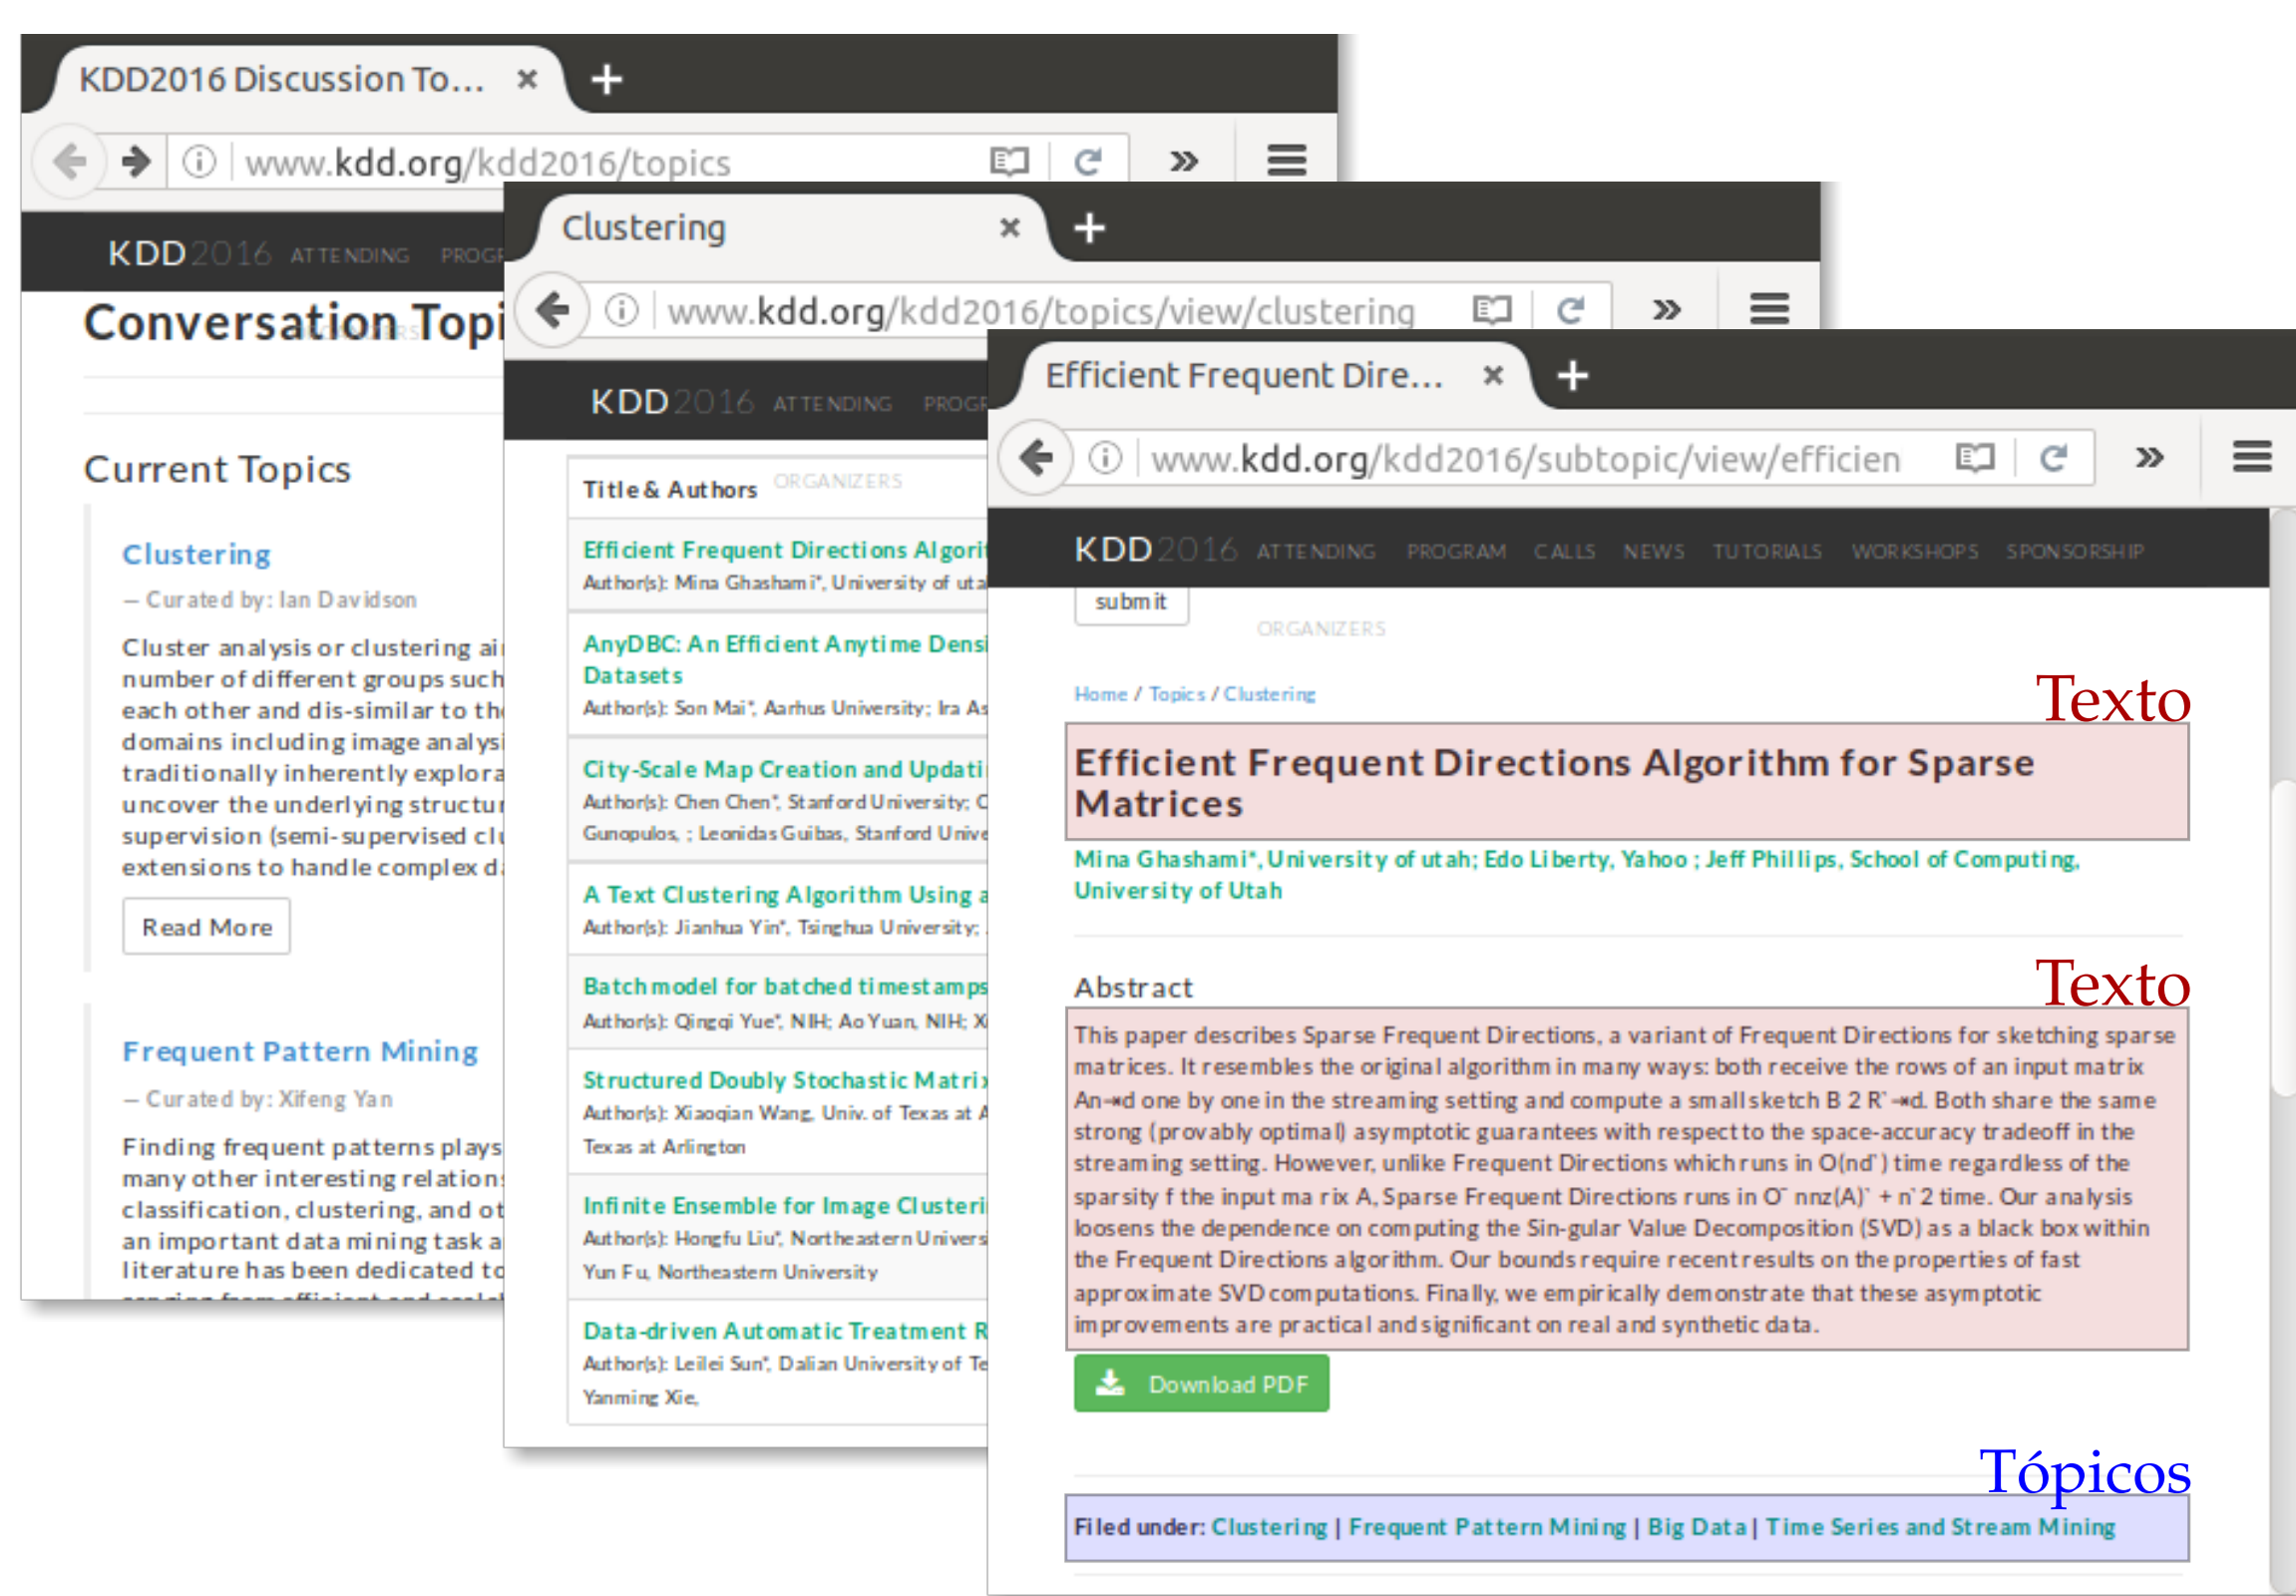 KDD2016 Discussion To...
www.kdd.org/kdd2016/topics
KDD2016 ATTENDING
Conversation
ORGANIZERS
Current Topics
Clustering
— Curated by: Ian Davidson
Cluster analysis or clustering
number of different groups such
each other and dis-similar to
domains including image
traditionally inherently
uncover the underlying
supervision (semi-supervised
extensions to handle complex
Read More
Frequent Pattern Mining
— Curated by: Xifeng Yan
Finding frequent patterns plays
many other interesting
classification, clustering, and
an important data mining task
literature has been dedicated
Clustering
www.kdd.org/kdd2016/topics/view/clustering
KDD2016 ATTENDING
ORGANIZERS
Title & Authors
Efficient Frequent Directions
Author(s): Mina Ghashami*, University of
AnyDBC: An Efficient Anytime
Datasets
Author(s): Son Mai*, Aarhus University; Ira
City-Scale Map Creation and
Author(s): Chen Chen*, Stanford University;
Gunopulos, ; Leonidas Guibas, Stanford
A Text Clustering Algorithm Using
Author(s): Jianhua Yin*, Tsinghua University;
Batch model for batched timestamps
Author(s): Qingqi Yue*, NIH; Ao Yuan, NIH;
Structured Doubly Stochastic
Author(s): Xiaoqian Wang, Univ. of Texas at
Texas at Arlington
Infinite Ensemble for Image
Author(s): Hongfu Liu*, Northeastern
Yun Fu, Northeastern University
Data-driven Automatic Treatment
Author(s): Leilei Sun*, Dalian University of
Yanming Xie,
Efficient Frequent Dire...
www.kdd.org/kdd2016/subtopic/view/efficien
KDD2016 ATTENDING PROGRAM CALLS NEWS TUTORIALS WORKSHOPS SPONSORSHIP
submit
ORGANIZERS
Home / Topics / Clustering
Texto
Efficient Frequent Directions Algorithm for Sparse
Matrices
Mina Ghashami*, University of utah; Edo Liberty, Yahoo ; Jeff Phillips, School of Computing,
University of Utah
Texto
Abstract
This paper describes Sparse Frequent Directions, a variant of Frequent Directions for sketching sparse
matrices. It resembles the original algorithm in many ways: both receive the rows of an input matrix
one by one in the streaming setting and compute a small sketch B 2 Both share the same
strong (provably optimal) asymptotic guarantees with respect to the space-accuracy tradeoff in the
streaming setting. However, unlike Frequent Directions which runs in O(nd`) time regardless of the
sparsity f the input ma rix A, Sparse Frequent Directions runs in O~ nnz(A)` + n`2 time. Our analysis
loosens the dependence on computing the Sin-gular Value Decomposition (SVD) as a black box within
the Frequent Directions algorithm. Our bounds require recent results on the properties of fast
approximate SVD computations. Finally, we empirically demonstrate that these asymptotic
improvements are practical and significant on real and synthetic data.
Download PDF
Tópicos
Filed under: Clustering | Frequent Pattern Mining | Big Data | Time Series and Stream Mining